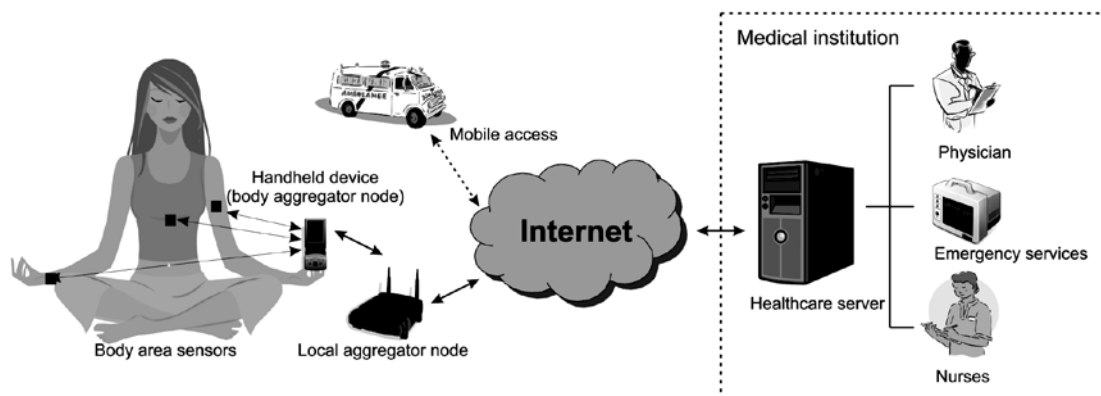 Medical institution
AMBULANCE
Mobile access
Physician
Handheld device
(body aggregator node)
Internet
Emergency services
Healthcare server
Body area sensors
Local aggregator node
Nurses